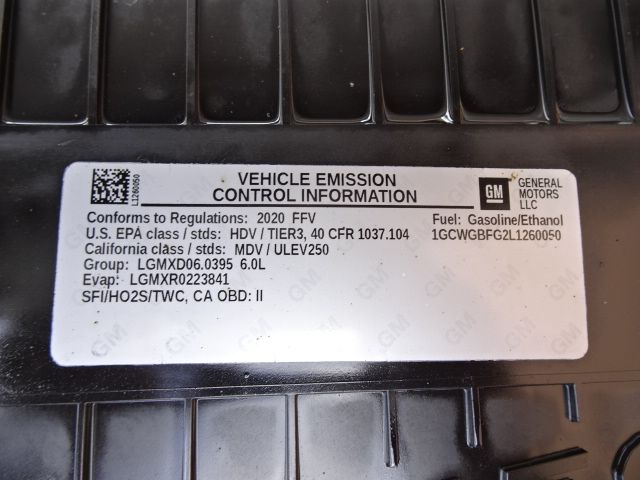 L1260050
VEHICLE EMISSION
CONTROL INFORMATION
GM
GENERAL
MOTORS
LLC
Conforms to Regulations: 2020 FFV
Fuel: Gasoline/Ethanol
U.S. EPA class / stds: HDV / TIER3, 40 CFR 1037.104
1GCWGBFG2L1260050
California class / stds: MDV / ULEV250
Group: LGMXD06.0395 6.0L
Evap: LGMXR0223841
SFI/HO2S/TWC, CA OBD: II